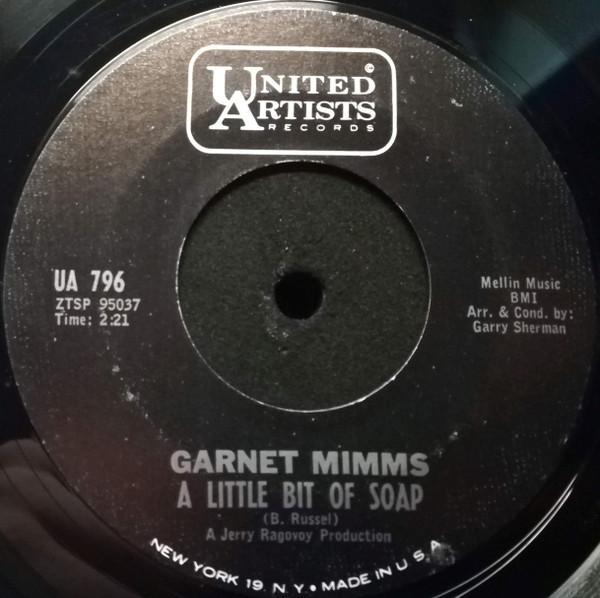 ©
UNITED
ARTISTS
RECORDS
UA 796
ZTSP 95037
Time: 2:21
Mellin Music
BMI
Arr. & Cond. by:
Garry Sherman
GARNET MIMMS
A LITTLE BIT OF SOAP
(B. Russel)
A Jerry Ragovoy Production
NEW YORK 19, N. Y. • MADE IN U S A